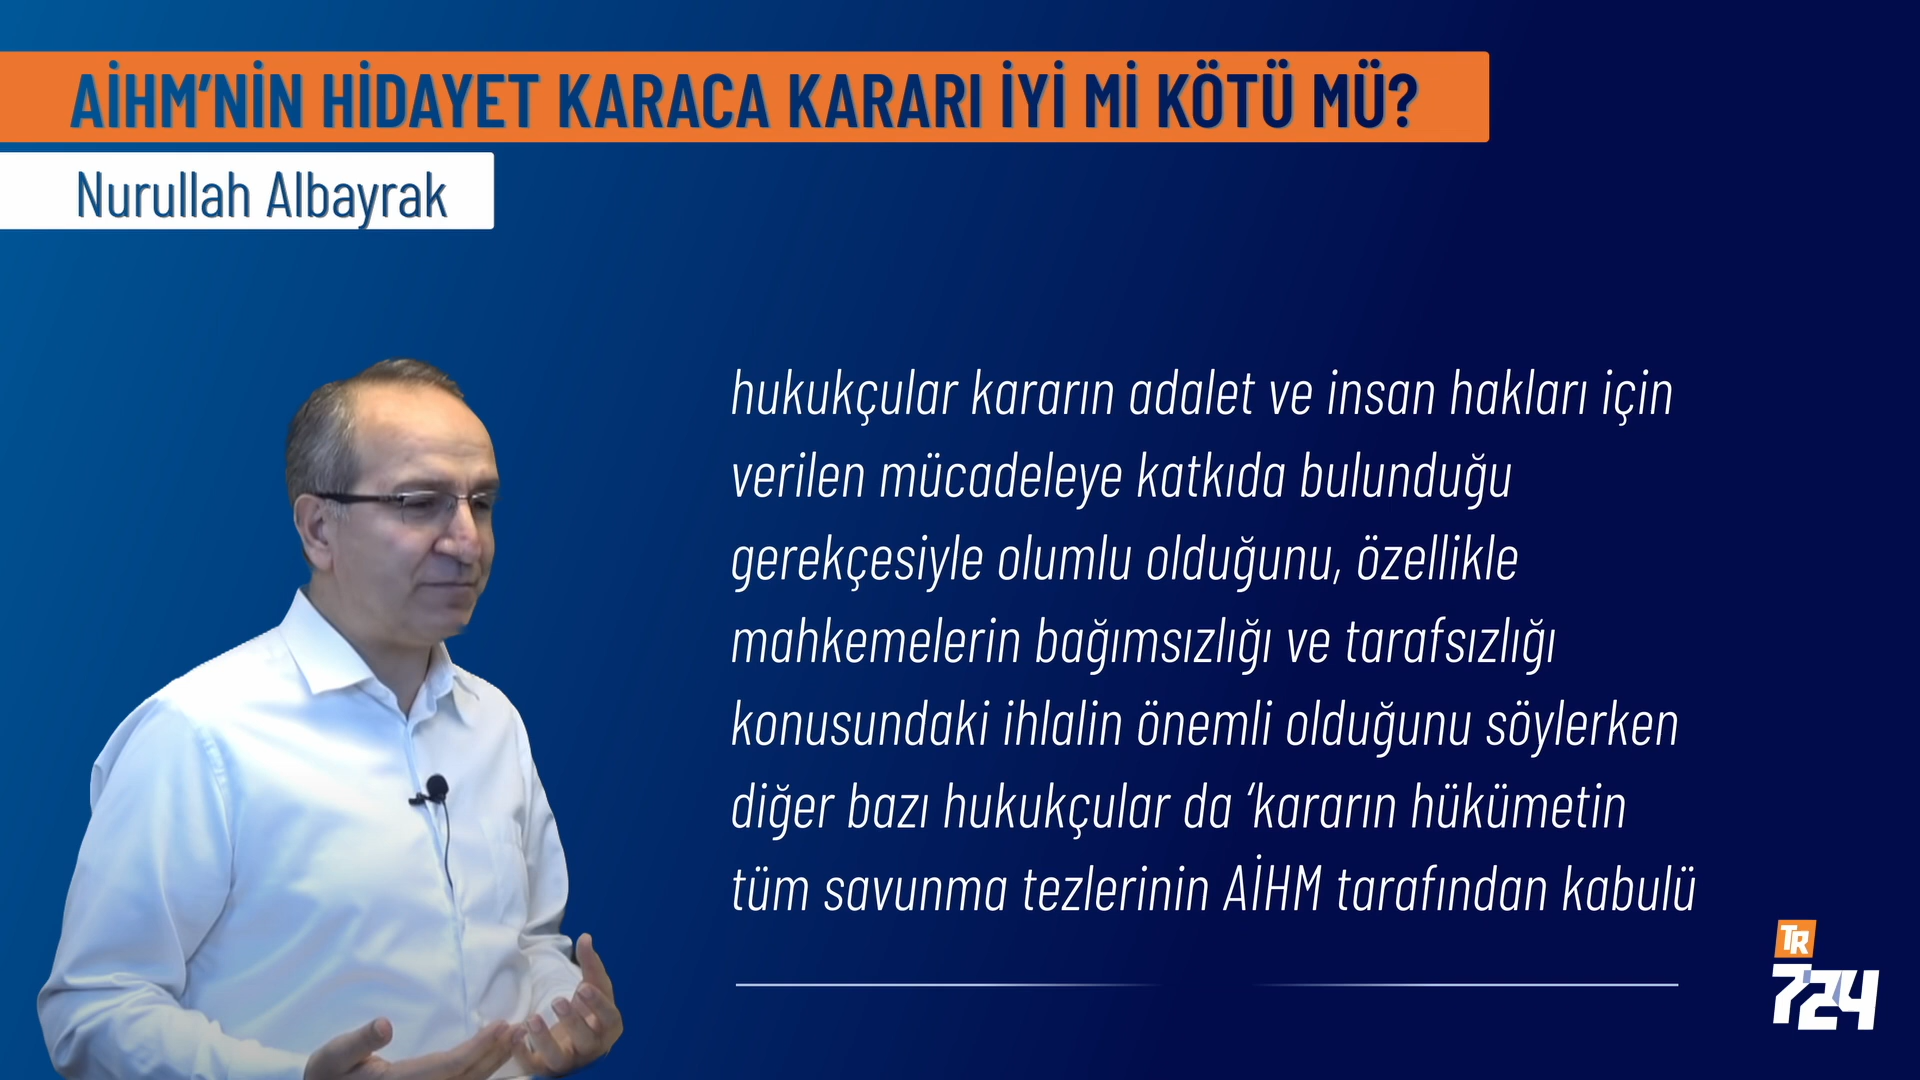 AİHM'NİN HİDAYET KARACA KARARI İYİ Mİ KÖTÜ MÜ?
Nurullah Albayrak
hukukçular kararın adalet ve insan hakları için
verilen mücadeleye katkıda bulunduğu
gerekçesiyle olumlu olduğunu, özellikle
mahkemelerin bağımsızlığı ve tarafsızlığı
konusundaki ihlalin önemli olduğunu söylerken
diğer bazı hukukçular da ‘kararın hükümetin
tüm savunma tezlerinin AİHM tarafından kabulü
TR
724